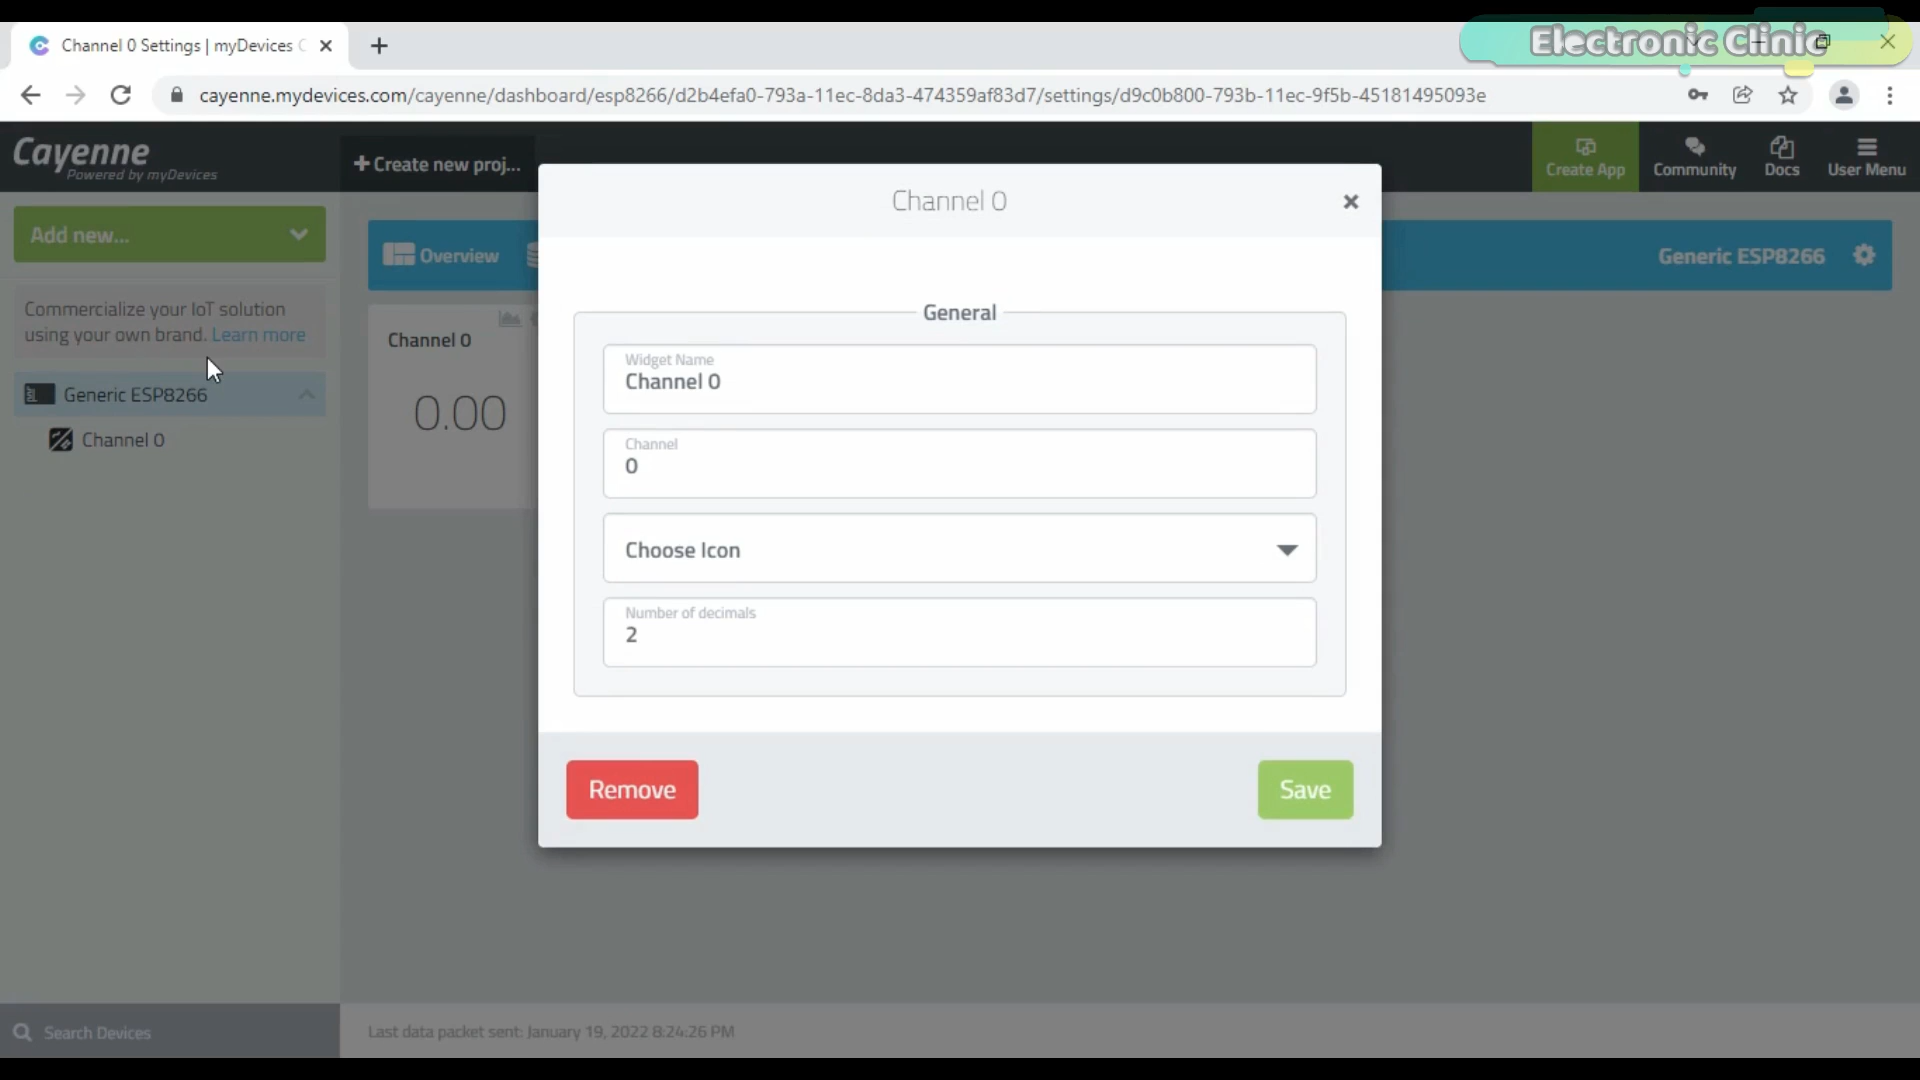 Channel 0 Settings | myDevices C
Electronic Clinic
cayenne.mydevices.com/cayenne/dashboard/esp8266/d2b4efa0-793a-11ec-8da3-474359af83d7/settings/d9c0b800-793b-11ec-9f5b-45181495093e
Cayenne
Powered by myDevices
Create new proj...
Create App
Community
Docs
User Menu
Channel 0
Add new...
Overview
Generic ESP8266
Commercialize your IoT solution
using your own brand. Learn more
Generic ESP8266
Channel 0
Channel 0
0.00
General
Widget Name
Channel 0
Channel
0
Choose Icon
Number of decimals
2
Remove
Save
Search Devices
Last data packet sent: January 19, 2022 8:24:26 PM